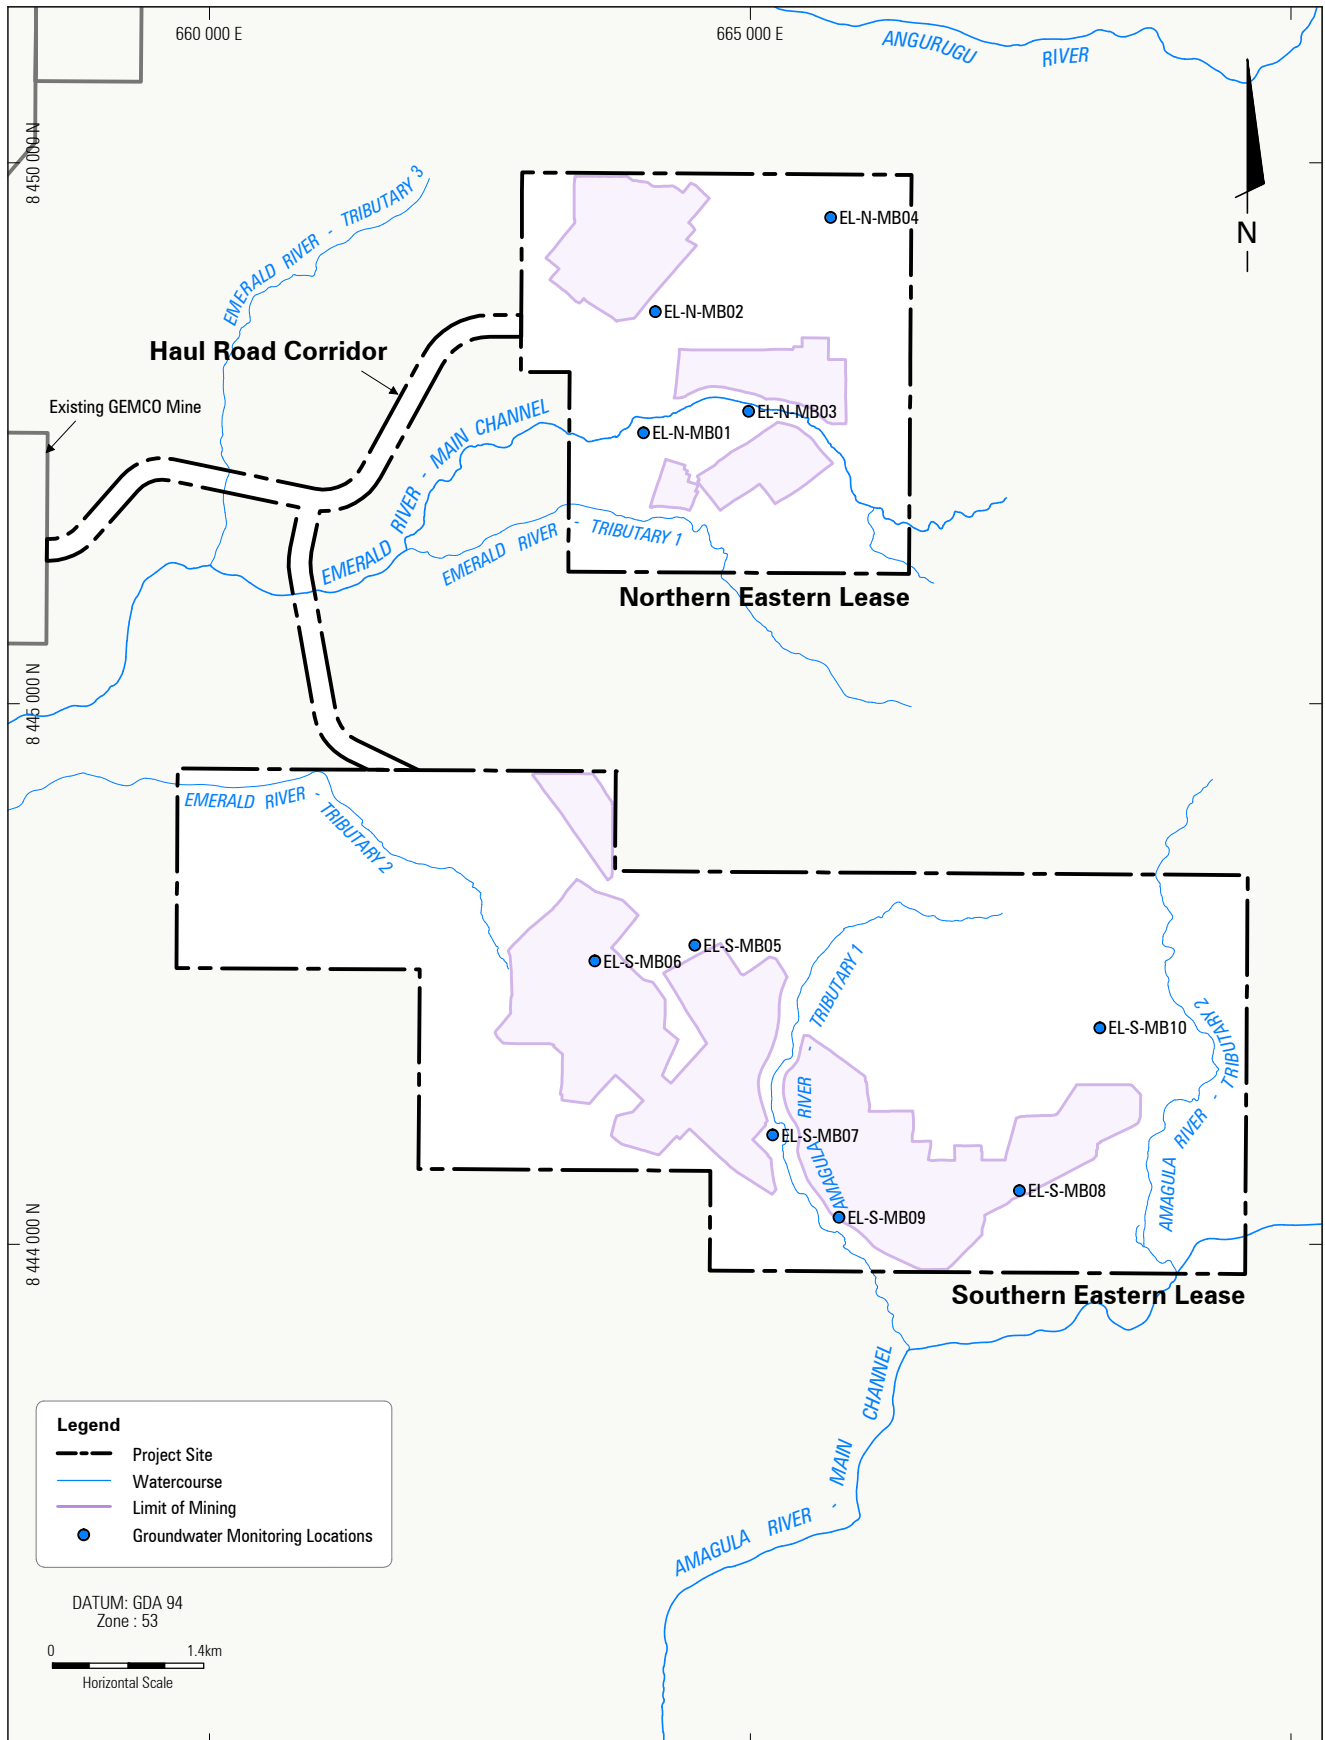 660 000 E
665 000 E
ANGURUGU RIVER
8 450 000 N
N
EMERALD RIVER - TRIBUTARY 3
EL-N-MB04
EL-N-MB02
Haul Road Corridor
Existing GEMCO Mine
EL-N-MB03
EL-N-MB01
EMERALD RIVER - MAIN CHANNEL
EMERALD RIVER - TRIBUTARY 1
Northern Eastern Lease
8 445 000 N
EMERALD RIVER - TRIBUTARY 2
EL-S-MB05
EL-S-MB06
AMAGULA RIVER - TRIBUTARY 1
EL-S-MB10
AMAGULA RIVER - TRIBUTARY 2
EL-S-MB07
EL-S-MB08
EL-S-MB09
8 444 000 N
Southern Eastern Lease
AMAGULA RIVER - MAIN CHANNEL
Legend
Project Site
Watercourse
Limit of Mining
Groundwater Monitoring Locations
DATUM: GDA 94
Zone : 53
0 1.4km
Horizontal Scale